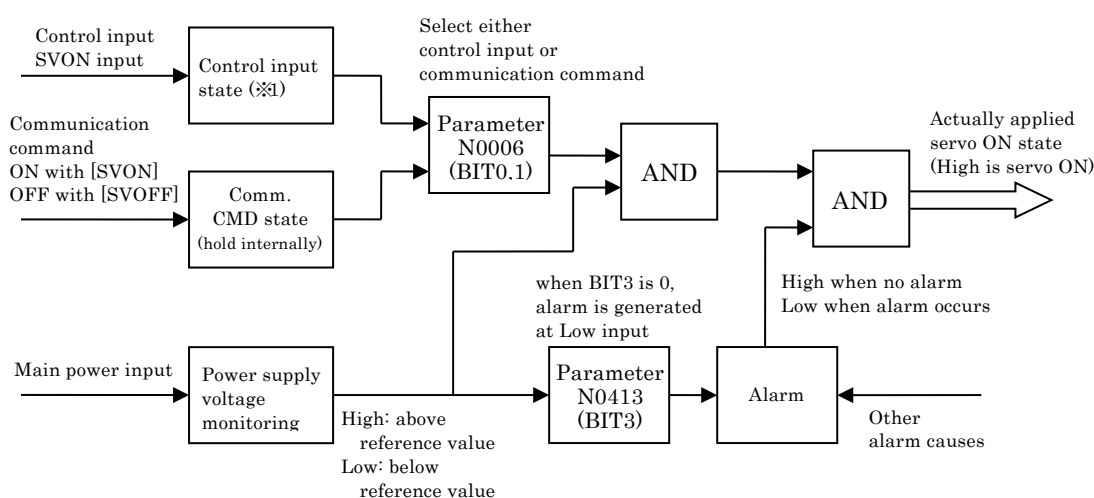 Control input
SVON input
Control input
state (※1)
Select either
control input or
communication command
Communication
command
ON with [SVON]
OFF with [SVOFF]
Comm.
CMD state
(hold internally)
Parameter
N0006
(BIT0.1)
AND
AND
Actually applied
servo ON state
(High is servo ON)
when BIT3 is 0,
alarm is generated
at Low input
High when no alarm
Low when alarm occurs
Main power input
Power supply
voltage
monitoring
High: above
reference value
Low: below
reference value
Parameter
N0413
(BIT3)
Alarm
Other
alarm causes